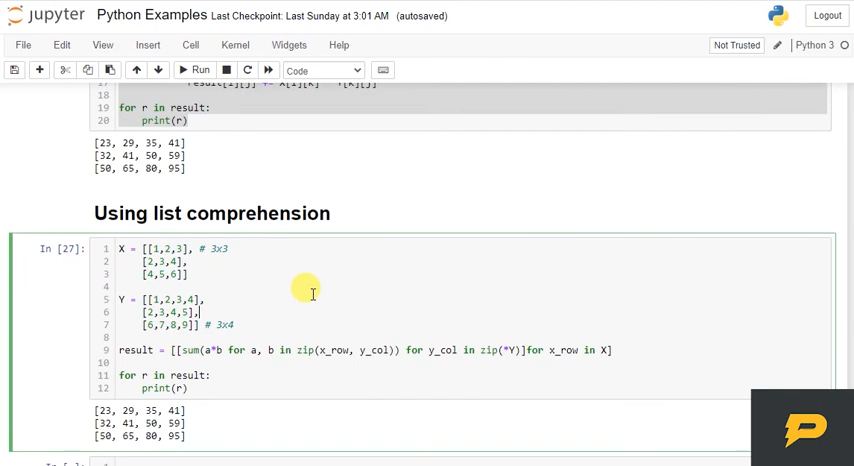 jupyter Python Examples Last Checkpoint: Last Sunday at 3:01 AM (autosaved) Logout
File Edit View Insert Cell Kernel Widgets Help Not Trusted Python 3
Run Code
18
19 for r in result:
20 print(r)
[23, 29, 35, 41]
[32, 41, 50, 59]
[50, 65, 80, 95]
Using list comprehension
In [27]: 1 X = [[1,2,3], # 3x3
2 [2,3,4],
3 [4,5,6]]
4
5 Y = [[1,2,3,4],
6 [2,3,4,5],
7 [6,7,8,9]] # 3x4
8
9 result = [[sum(a*b for a, b in zip(x_row, y_col)) for y_col in zip(*Y)]for x_row in X]
10
11 for r in result:
12 print(r)
[23, 29, 35, 41]
[32, 41, 50, 59]
[50, 65, 80, 95]